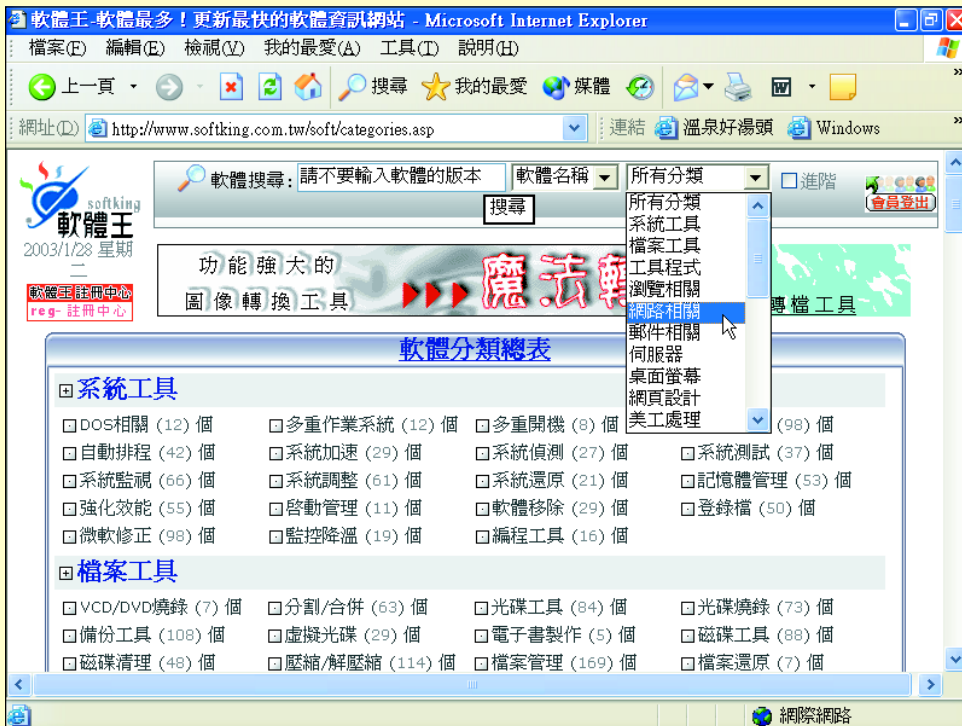 軟體王-軟體最多！更新最快的軟體資訊網站 - Microsoft Internet Explorer
檔案(F) 編輯(E) 檢視(V) 我的最愛(A) 工具(T) 說明(H)
上一頁 搜尋 我的最愛 媒體
網址(D) http://www.softking.com.tw/soft/categories.asp 連結 溫泉好湯頭 Windows
softking
軟體王
2003/1/28 星期二
軟體王註冊中心
reg- 註冊中心
軟體搜尋: 請不要輸入軟體的版本 軟體名稱 所有分類 進階
搜尋
會員登出
所有分類
系統工具
檔案工具
工具程式
瀏覽相關
網路相關
郵件相關
伺服器
桌面螢幕
網頁設計
美工處理
功能強大的
圖像轉換工具
魔法轉
轉檔工具
軟體分類總表
系統工具
DOS相關 (12) 個 多重作業系統 (12) 個 多重開機 (8) 個 (98) 個
自動排程 (42) 個 系統加速 (29) 個 系統偵測 (27) 個 系統測試 (37) 個
系統監視 (66) 個 系統調整 (61) 個 系統還原 (21) 個 記憶體管理 (53) 個
強化效能 (55) 個 啓動管理 (11) 個 軟體移除 (29) 個 登錄檔 (50) 個
微軟修正 (98) 個 監控降溫 (19) 個 編程工具 (16) 個
檔案工具
VCD/DVD燒錄 (7) 個 分割/合併 (63) 個 光碟工具 (84) 個 光碟燒錄 (73) 個
備份工具 (108) 個 虛擬光碟 (29) 個 電子書製作 (5) 個 磁碟工具 (88) 個
磁碟清理 (48) 個 壓縮/解壓縮 (114) 個 檔案管理 (169) 個 檔案還原 (7) 個
網際網路